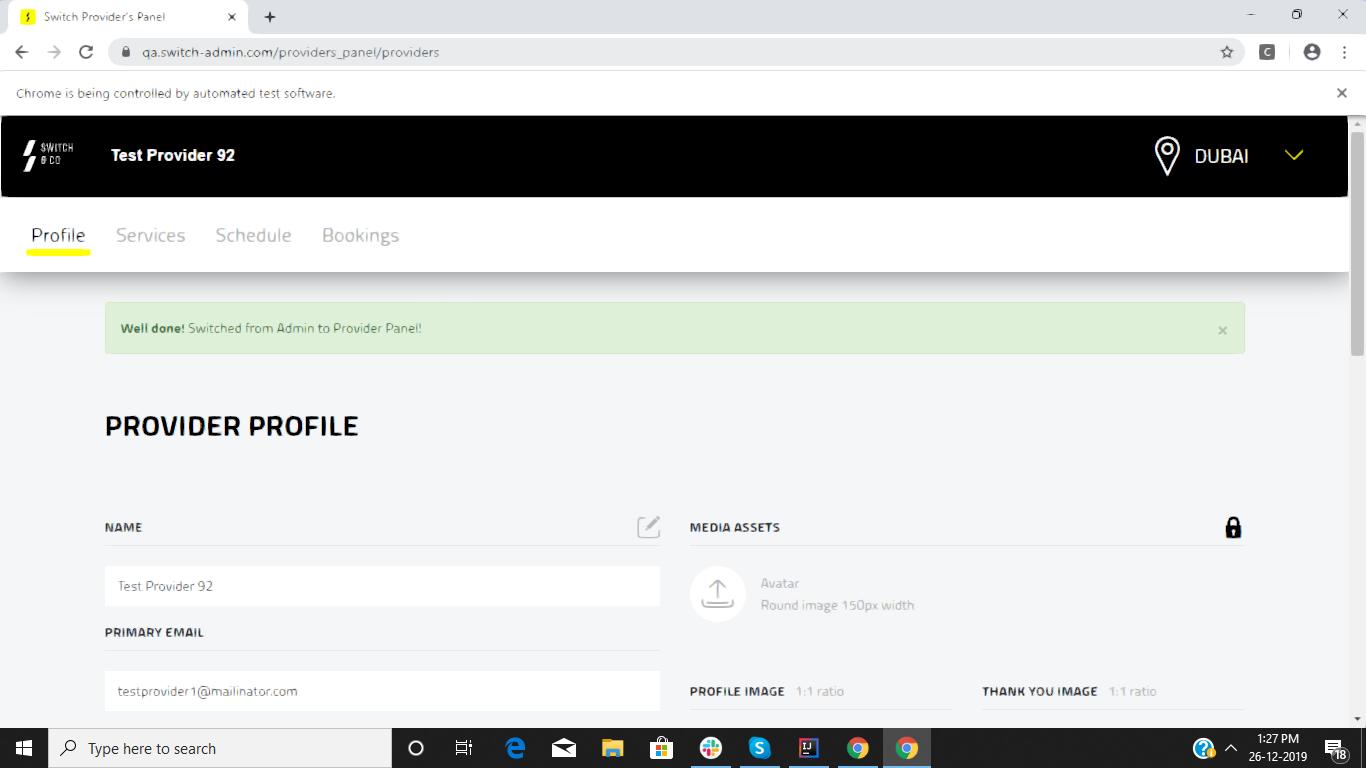 Switch Provider's Panel
qa.switch-admin.com/providers_panel/providers
C
Chrome is being controlled by automated test software.
SWITCH
& CO
Test Provider 92
DUBAI
Profile Services Schedule Bookings
Well done! Switched from Admin to Provider Panel!
PROVIDER PROFILE
NAME
Test Provider 92
PRIMARY EMAIL
testprovider1@mailinator.com
MEDIA ASSETS
Avatar
Round image 150px width
PROFILE IMAGE 1:1 ratio
THANK YOU IMAGE 1:1 ratio
Type here to search
1:27 PM
26-12-2019
18